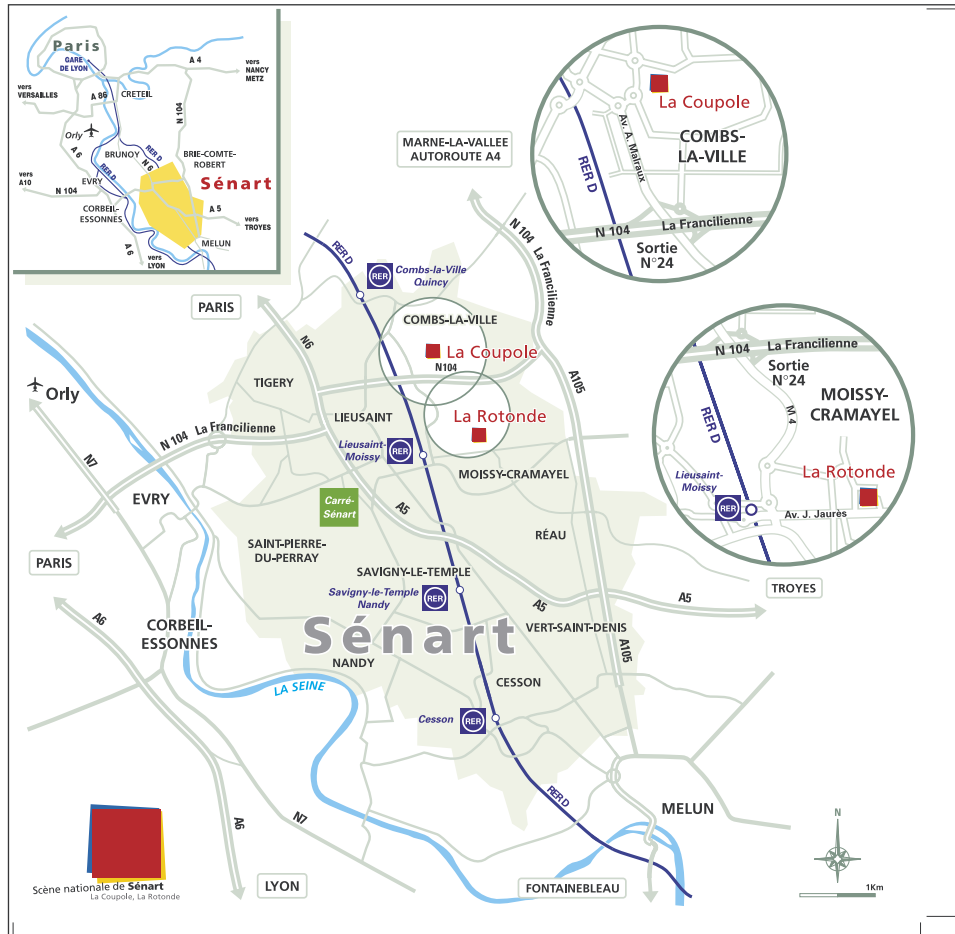 Paris
GARE
DE LYON
A 4
vers
NANCY
METZ
vers
VERSAILLES
A 86
CRETEIL
N 104
Orly
A 6
BRUNOY
RER D
N 6
BRIE-COMTE-
ROBERT
vers
A10
EVRY
N 104
RER D
Sénart
CORBEIL-
ESSONNES
A 5
vers
TROYES
A 6
MELUN
vers
LYON
MARNE-LA-VALLEE
AUTOROUTE A4
La Coupole
COMBS-
LA-VILLE
Av. A. Malraux
RER D
N 104
La Francilienne
Sortie
N°24
N 104
La Francilienne
Sortie
N°24
MOISSY-
CRAMAYEL
RER D
M 4
Lieusaint-
Moissy
RER
La Rotonde
Av. J. Jaurès
RER D
RER
Combs-la-Ville
Quincy
PARIS
N6
COMBS-LA-VILLE
N 104
La Francilienne
La Coupole
N104
TIGERY
A105
Orly
LIEUSAINT
La Rotonde
N 104
La Francilienne
Lieusaint-
Moissy
RER
N7
MOISSY-CRAMAYEL
EVRY
Carré-
Sénart
A5
RÉAU
SAINT-PIERRE-
DU-PERRAY
PARIS
SAVIGNY-LE-TEMPLE
Savigny-le-Temple
Nandy
RER
TROYES
A5
A5
A6
CORBEIL-
ESSONNES
Sénart
VERT-SAINT-DENIS
A105
NANDY
LA SEINE
CESSON
Cesson
RER
RER D
MELUN
N7
A6
LYON
FONTAINEBLEAU
N
1Km
Scène nationale de Sénart
La Coupole, La Rotonde